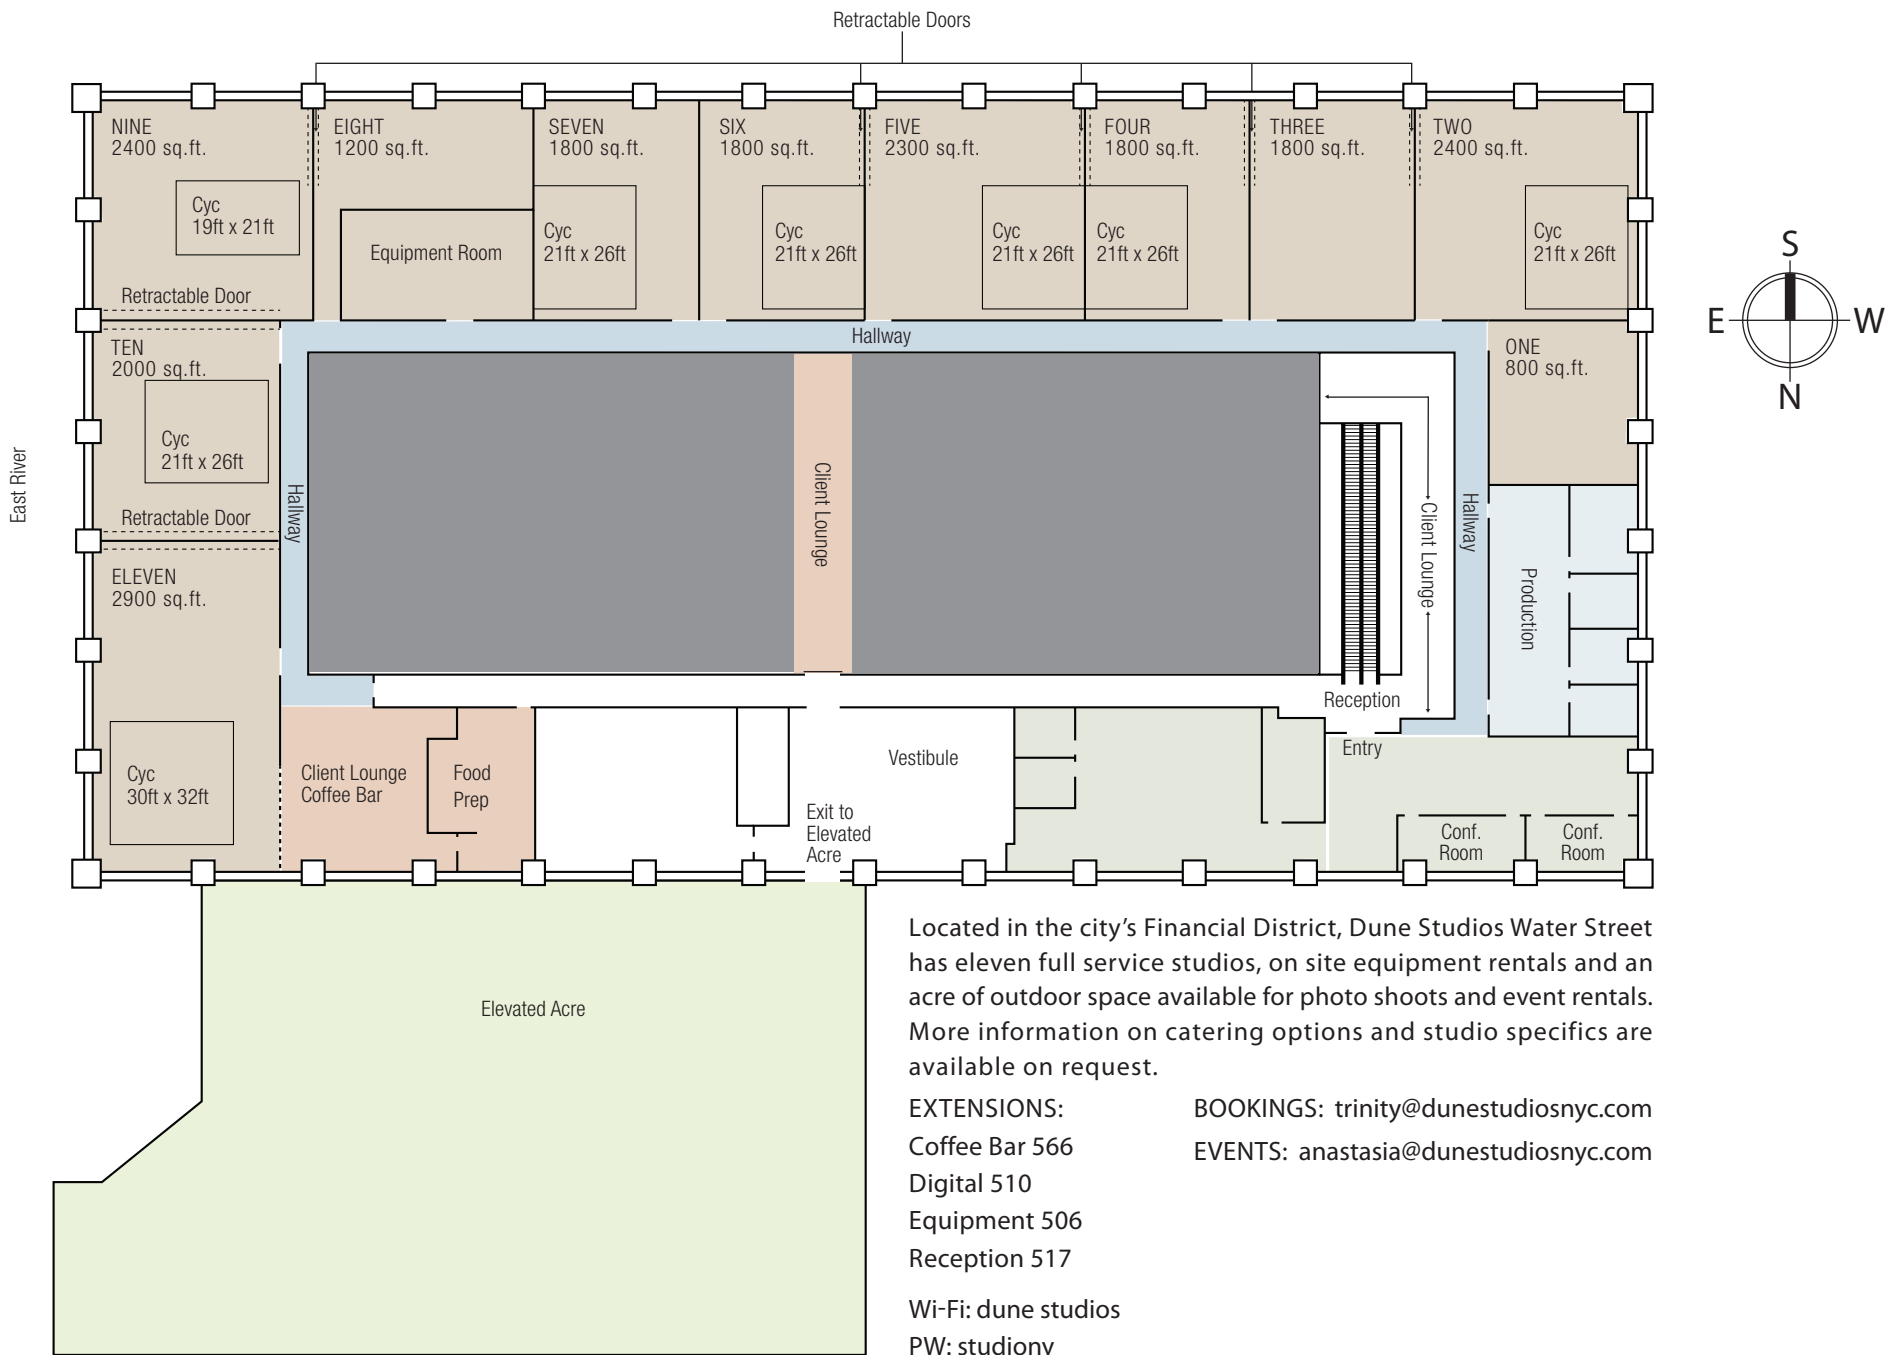 Retractable Doors
NINE
2400 sq.ft.
EIGHT
1200 sq.ft.
SEVEN
1800 sq.ft.
SIX
1800 sq.ft.
FIVE
2300 sq.ft.
FOUR
1800 sq.ft.
THREE
1800 sq.ft.
TWO
2400 sq.ft.
Cyc
19ft x 21ft
Equipment Room
Cyc
21ft x 26ft
Cyc
21ft x 26ft
Cyc
21ft x 26ft
Cyc
21ft x 26ft
Cyc
21ft x 26ft
S
E
W
N
Retractable Door
Hallway
TEN
2000 sq.ft.
ONE
800 sq.ft.
Cyc
21ft x 26ft
East River
Retractable Door
Hallway
Client Lounge
Client Lounge
Hallway
Production
ELEVEN
2900 sq.ft.
Reception
Entry
Cyc
30ft x 32ft
Client Lounge
Coffee Bar
Food
Prep
Vestibule
Exit to
Elevated
Acre
Conf.
Room
Conf.
Room
Elevated Acre
Located in the city’s Financial District, Dune Studios Water Street
has eleven full service studios, on site equipment rentals and an
acre of outdoor space available for photo shoots and event rentals.
More information on catering options and studio specifics are
available on request.
EXTENSIONS:
Coffee Bar 566
Digital 510
Equipment 506
Reception 517
BOOKINGS: trinity@dunestudiosnyc.com
EVENTS: anastasia@dunestudiosnyc.com
Wi-Fi: dune studios
PW: studiony